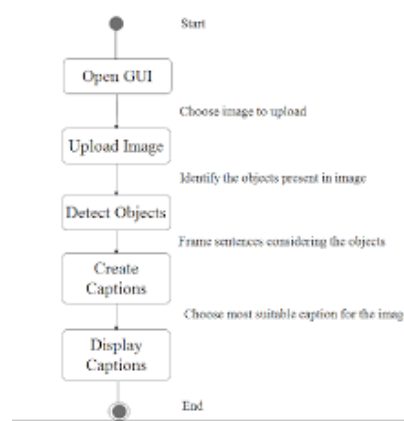 Start
Open GUI
Choose image to upload
Upload Image
Identify the objects present in image
Detect Objects
Frame sentences considering the objects
Create
Captions
Choose most suitable caption for the imag
Display
Captions
End